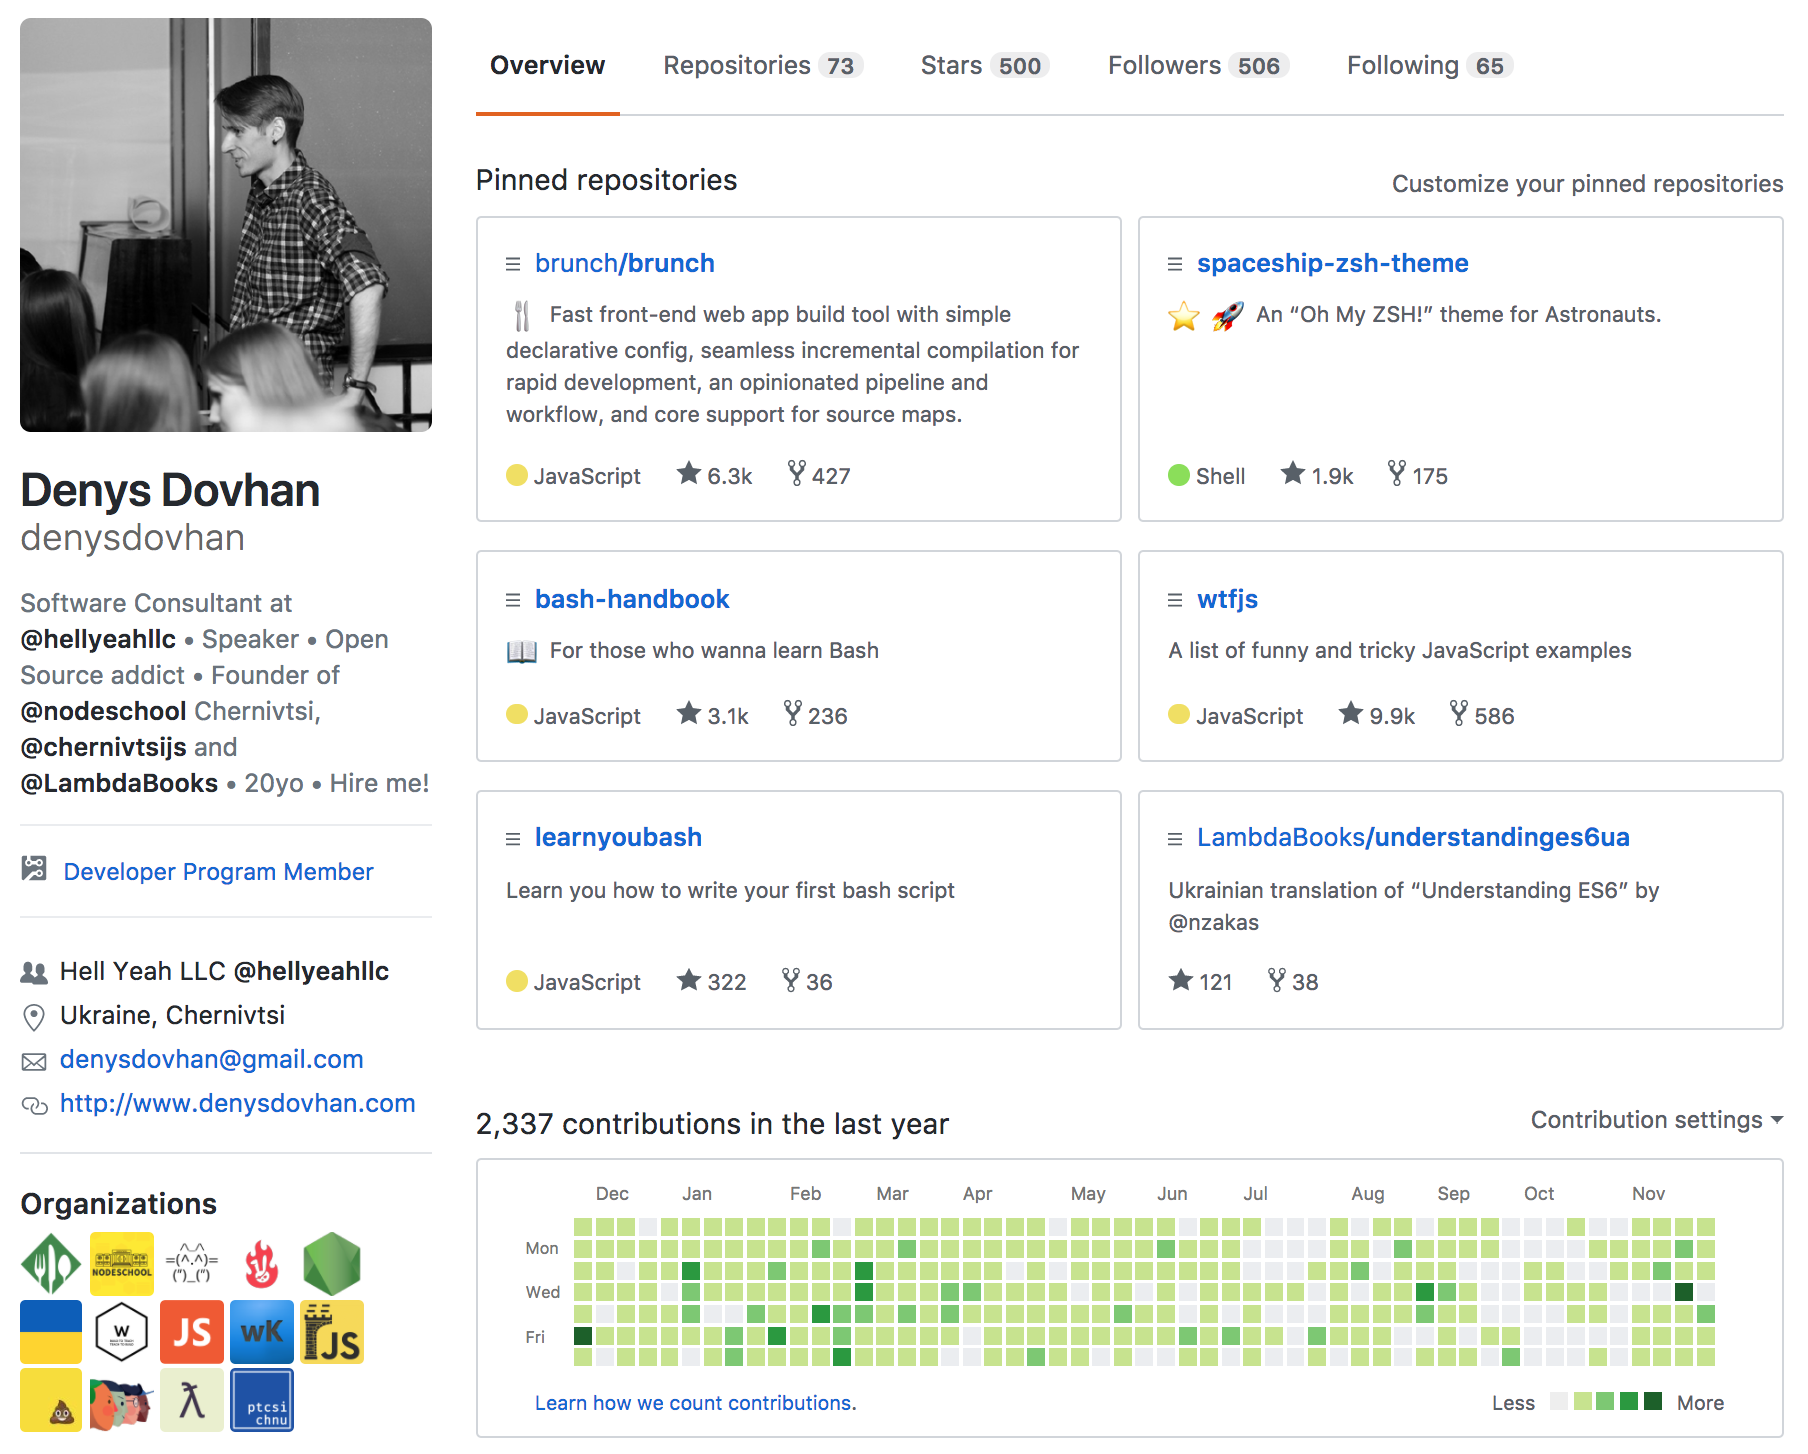 Overview
Repositories 73
Stars 500
Followers 506
Following 65
Denys Dovhan
denysdovhan
Software Consultant at
@hellyeahllc • Speaker • Open
Source addict • Founder of
@nodeschool Chernivtsi,
@chernivtsijs and
@LambdaBooks • 20yo • Hire me!
Developer Program Member
Hell Yeah LLC @hellyeahllc
Ukraine, Chernivtsi
denysdovhan@gmail.com
http://www.denysdovhan.com
Organizations
NODESCHOOL
=(^.^)=
(")_(")
W
JS
wK
JS
λ
ptcsi
chnu
Pinned repositories
Customize your pinned repositories
brunch/brunch
Fast front-end web app build tool with simple
declarative config, seamless incremental compilation for
rapid development, an opinionated pipeline and
workflow, and core support for source maps.
JavaScript 6.3k 427
spaceship-zsh-theme
An “Oh My ZSH!” theme for Astronauts.
Shell 1.9k 175
bash-handbook
For those who wanna learn Bash
JavaScript 3.1k 236
wtfjs
A list of funny and tricky JavaScript examples
JavaScript 9.9k 586
learnyoubash
Learn you how to write your first bash script
JavaScript 322 36
LambdaBooks/understandinges6ua
Ukrainian translation of “Understanding ES6” by
@nzakas
121 38
2,337 contributions in the last year
Contribution settings
Dec Jan Feb Mar Apr May Jun Jul Aug Sep Oct Nov
Mon
Wed
Fri
Learn how we count contributions.
Less More